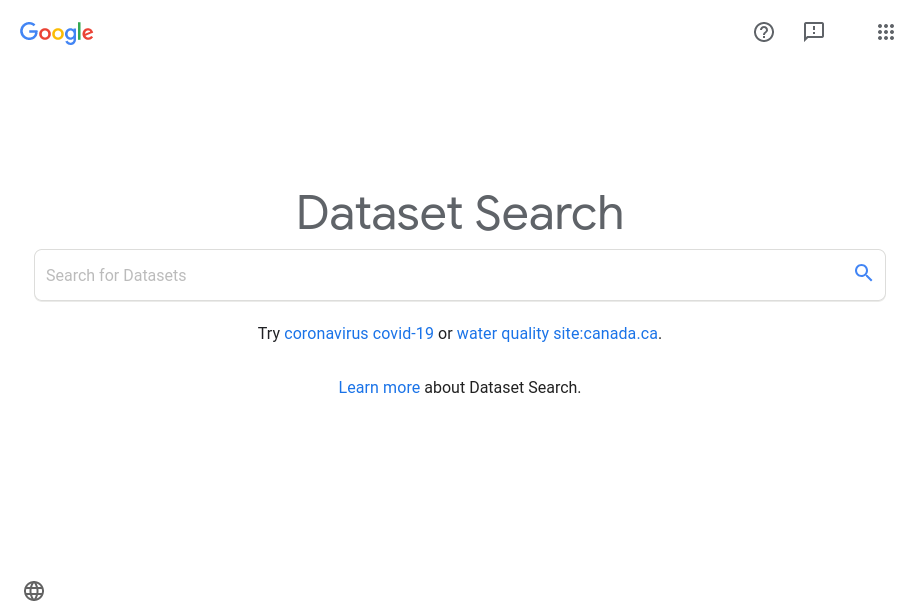 Google
Dataset Search
Search for Datasets
Try coronavirus covid-19 or water quality site:canada.ca.
Learn more about Dataset Search.